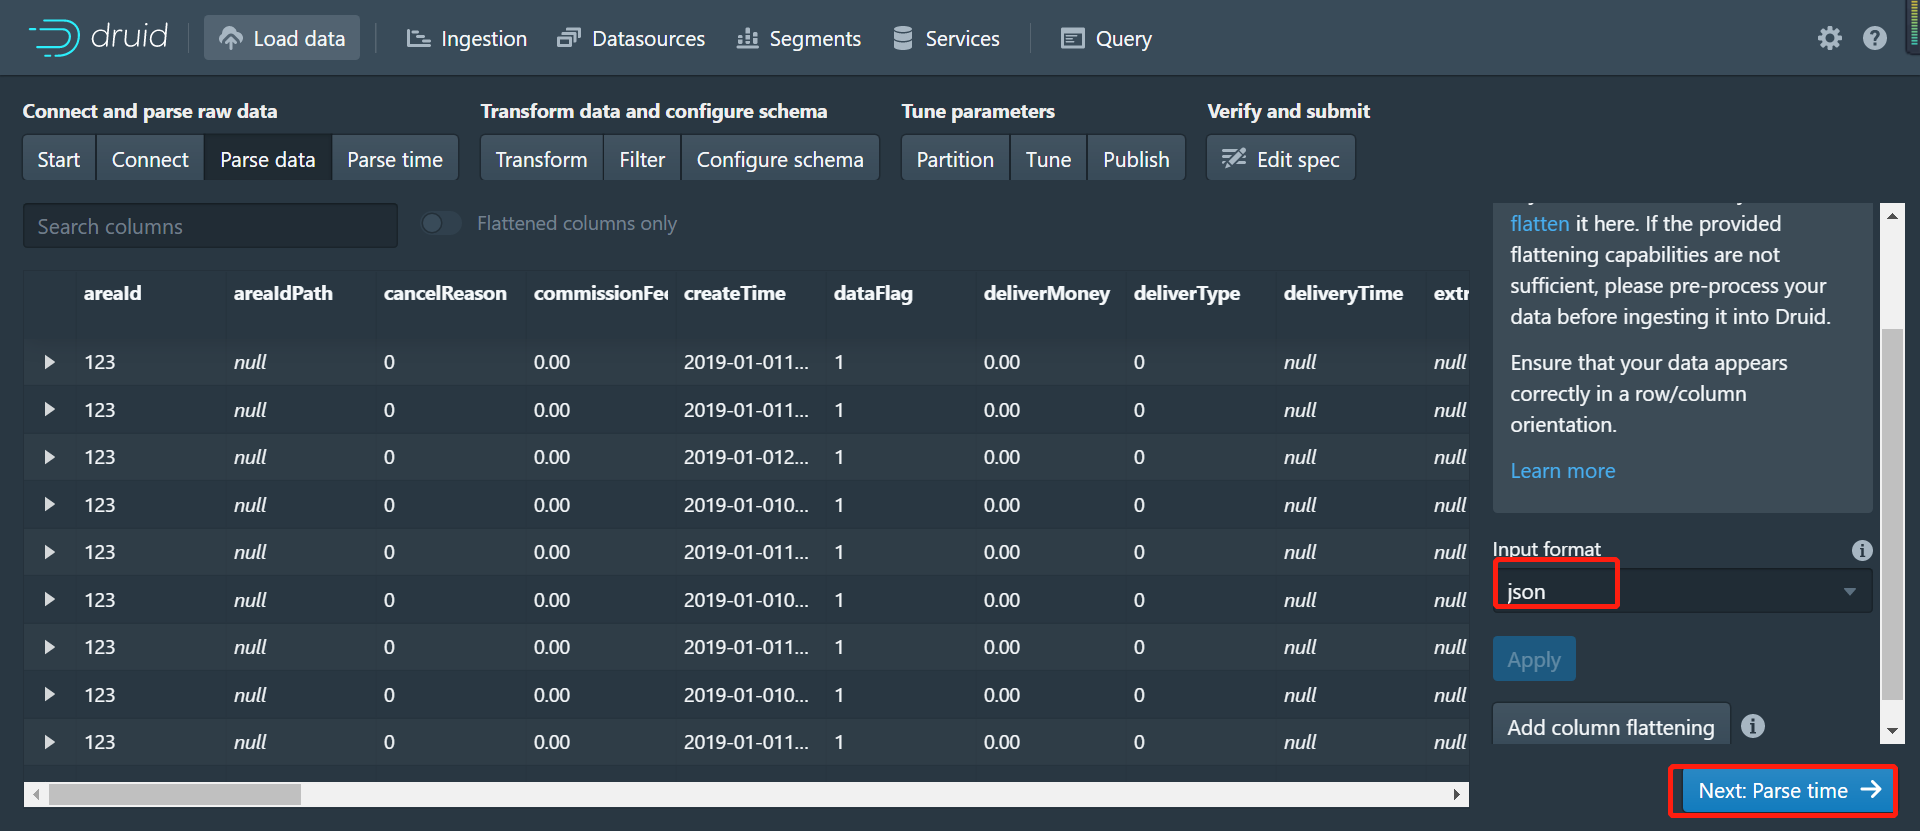 druid Load data Ingestion Datasources Segments Services Query
Connect and parse raw data Transform data and configure schema Tune parameters Verify and submit
Start Connect Parse data Parse time Transform Filter Configure schema Partition Tune Publish Edit spec
Search columns Flattened columns only
areaId areaIdPath cancelReason commissionFee createTime dataFlag deliverMoney deliverType deliveryTime extr
123 null 0 0.00 2019-01-011... 1 0.00 0 null null
123 null 0 0.00 2019-01-011... 1 0.00 0 null null
123 null 0 0.00 2019-01-012... 1 0.00 0 null null
123 null 0 0.00 2019-01-010... 1 0.00 0 null null
123 null 0 0.00 2019-01-011... 1 0.00 0 null null
123 null 0 0.00 2019-01-010... 1 0.00 0 null null
123 null 0 0.00 2019-01-011... 1 0.00 0 null null
123 null 0 0.00 2019-01-010... 1 0.00 0 null null
123 null 0 0.00 2019-01-011... 1 0.00 0 null null
flatten it here. If the provided
flattening capabilities are not
sufficient, please pre-process your
data before ingesting it into Druid.
Ensure that your data appears
correctly in a row/column
orientation.
Learn more
Input format
json
Apply
Add column flattening
Next: Parse time